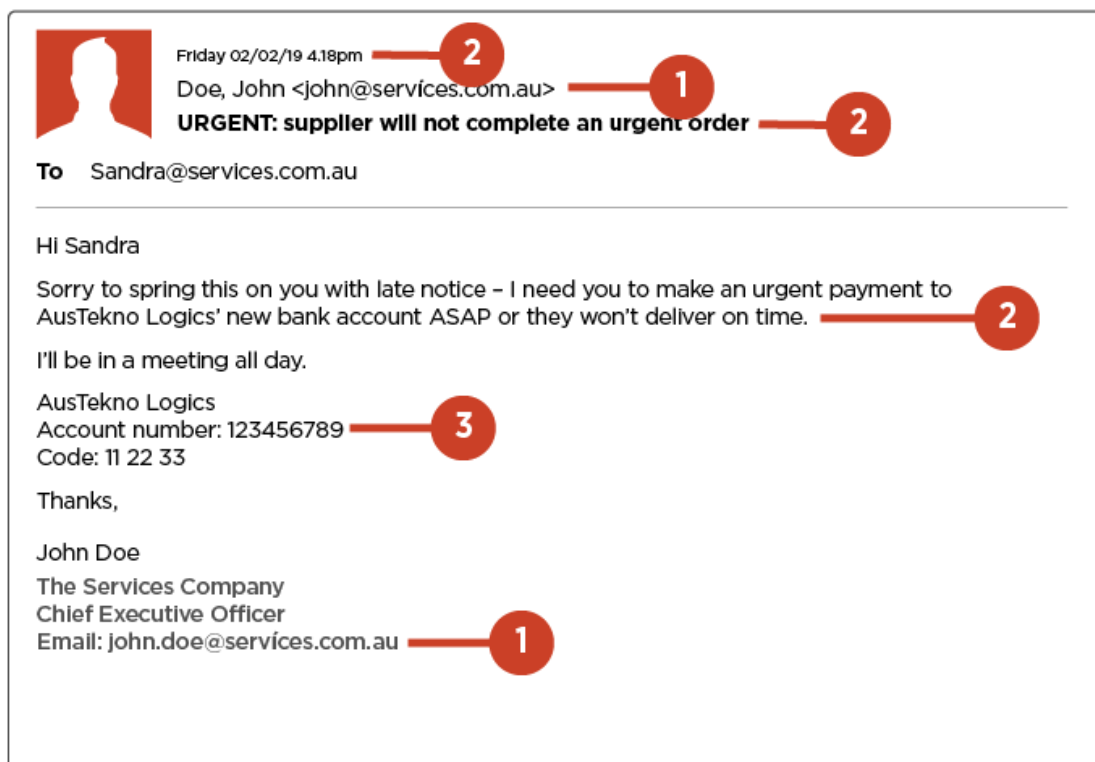 Friday 02/02/19 4.18pm 2
Doe, John <john@servíces.com.au> 1
URGENT: supplier will not complete an urgent order 2
To Sandra@services.com.au
Hi Sandra
Sorry to spring this on you with late notice – I need you to make an urgent payment to
AusTekno Logics’ new bank account ASAP or they won’t deliver on time. 2
I’ll be in a meeting all day.
AusTekno Logics
Account number: 123456789 3
Code: 11 22 33
Thanks,
John Doe
The Services Company
Chief Executive Officer
Email: john.doe@servíces.com.au 1